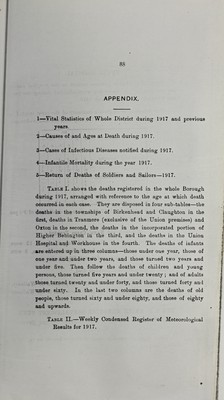 86
APPENDIX.
1—Vital Statistics of Whole District during 1917 and previous
years.
2—Causes of and Ages at Death during 1917.
3—Cases of Infectious Diseases notified during 1917.
4—Infantile Mortality during the year 1917.
5—Return of Deaths of Soldiers and Sailors—1917.
TABLE I. shows the deaths registered in the whole Borough
during 1917, arranged with reference to the age at which death
occurred in each case. They are disposed in four sub-tables—the
deaths in the townships of Birkenhead and Claughton in the
first, deaths in Tranmere (exclusive of the Union premises) and
Oxton in the second, the deaths in the incorporated portion of
Higher Bebington in the third, and the deaths in the Union
Hospital and Workhouse in the fourth. The deaths of infants
are entered up in three columns—those under one year, those of
one year and under two years, and those turned two years and
under five. Then follow the deaths of children and young
persons, those turned five years and under twenty; and of adults
those turned twenty and under forty, and those turned forty and
under sixty. In the last two columns are the deaths of old
people, those turned sixty and under eighty, and those of eighty
and upwards.
TABLE II.—Weekly Condensed Register of Meteorological
Results for 1917.